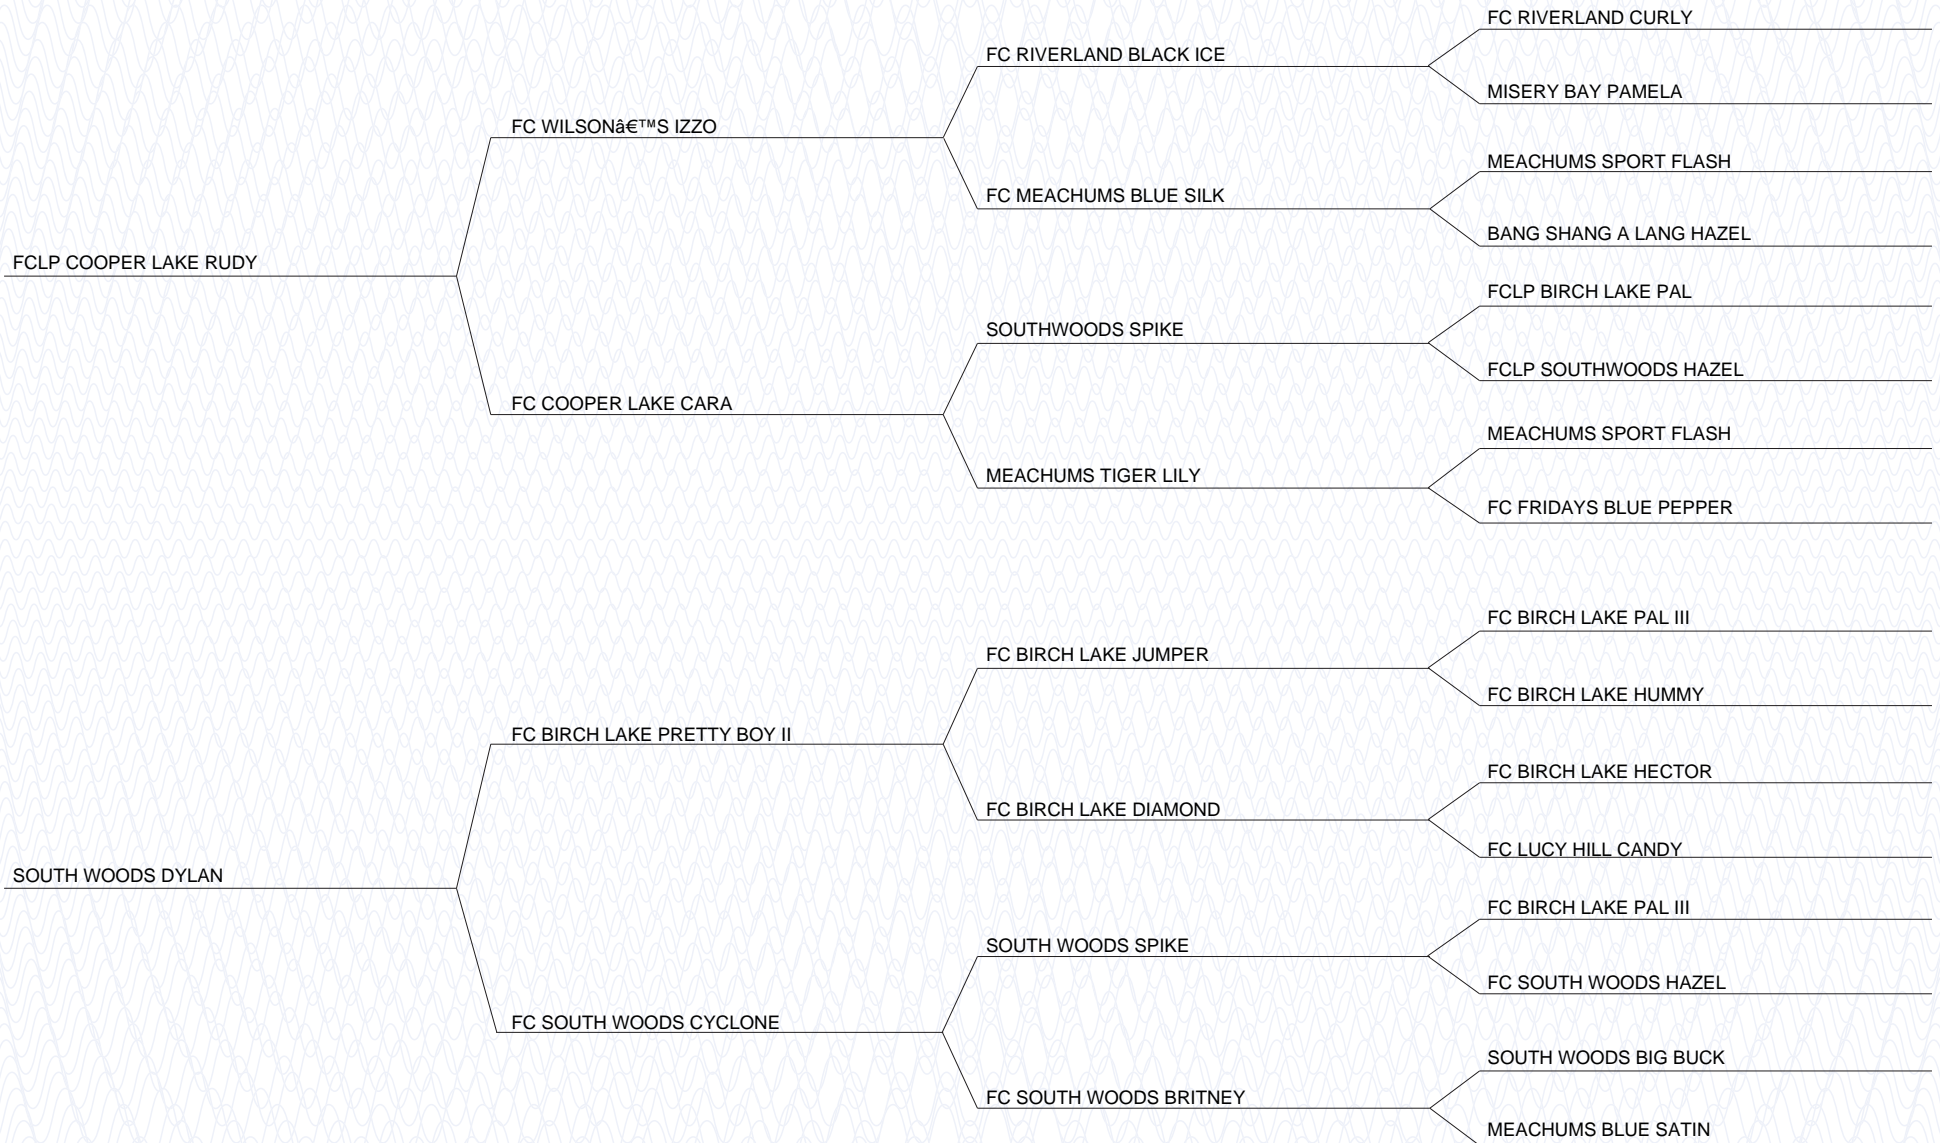 FC RIVERLAND CURLY
FC RIVERLAND BLACK ICE
MISERY BAY PAMELA
FC WILSONâ€™S IZZO
MEACHUMS SPORT FLASH
FC MEACHUMS BLUE SILK
BANG SHANG A LANG HAZEL
FCLP COOPER LAKE RUDY
FCLP BIRCH LAKE PAL
SOUTHWOODS SPIKE
FCLP SOUTHWOODS HAZEL
FC COOPER LAKE CARA
MEACHUMS SPORT FLASH
MEACHUMS TIGER LILY
FC FRIDAYS BLUE PEPPER
FC BIRCH LAKE PAL III
FC BIRCH LAKE JUMPER
FC BIRCH LAKE HUMMY
FC BIRCH LAKE PRETTY BOY II
FC BIRCH LAKE HECTOR
FC BIRCH LAKE DIAMOND
FC LUCY HILL CANDY
SOUTH WOODS DYLAN
FC BIRCH LAKE PAL III
SOUTH WOODS SPIKE
FC SOUTH WOODS HAZEL
FC SOUTH WOODS CYCLONE
SOUTH WOODS BIG BUCK
FC SOUTH WOODS BRITNEY
MEACHUMS BLUE SATIN